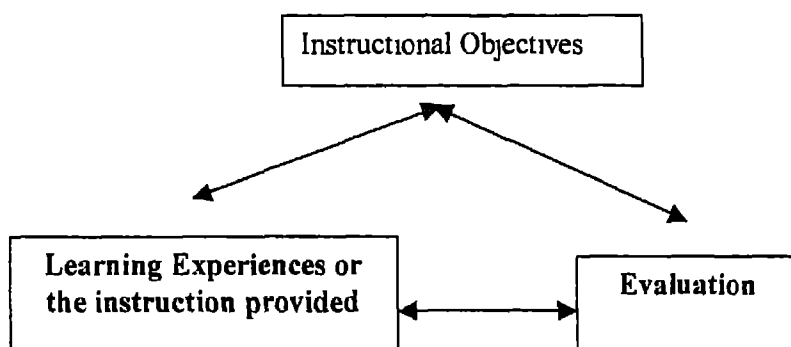 Instructional Objectives
Learning Experiences or
the instruction provided
Evaluation